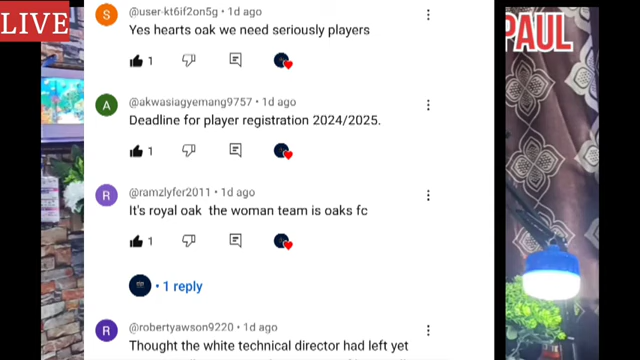 LIVE
PAUL
S
@user-kt6if2on5g • 1d ago
Yes hearts oak we need seriously players
1
A
@akwasiagyemang9757 • 1d ago
Deadline for player registration 2024/2025.
1
R
@ramzlyfer2011 • 1d ago
It's royal oak the woman team is oaks fc
1
• 1 reply
R
@robertyawson9220 • 1d ago
Thought the white technical director had left yet